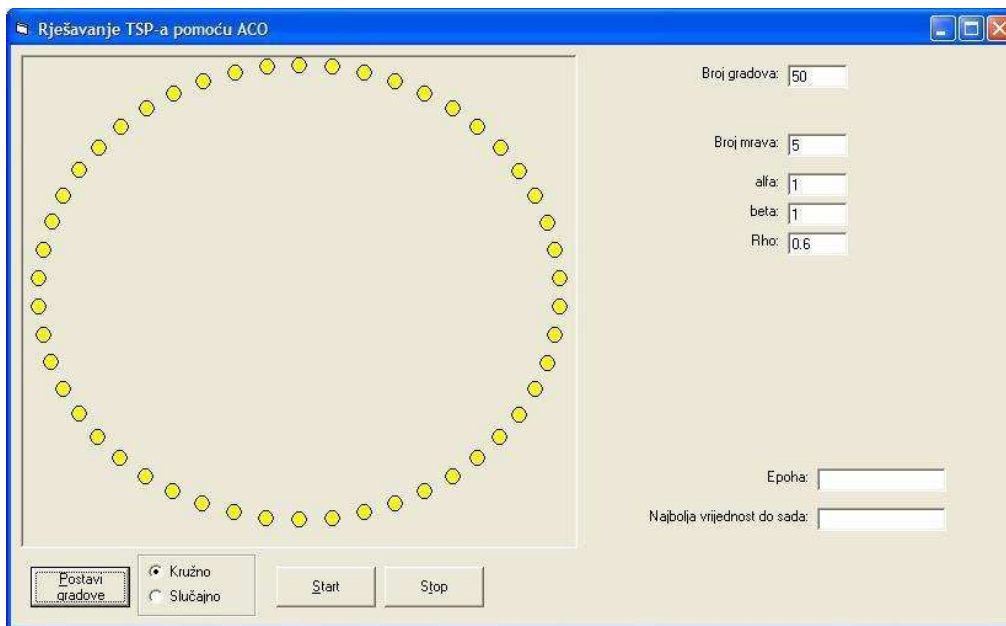 Rješavanje TSP-a pomoću ACO
Broj gradova: 50
Broj mrava: 5
alfa: 1
beta: 1
Rho: 0.6
Epoha:
Najbolja vrijednost do sada:
Postavi
gradove
Kružno
Slučajno
Start
Stop